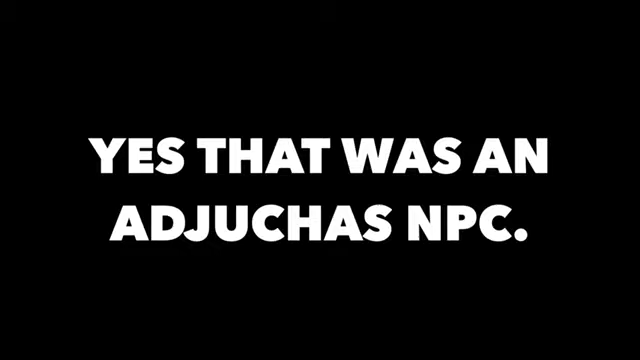 YES THAT WAS AN
ADJUCHAS NPC.